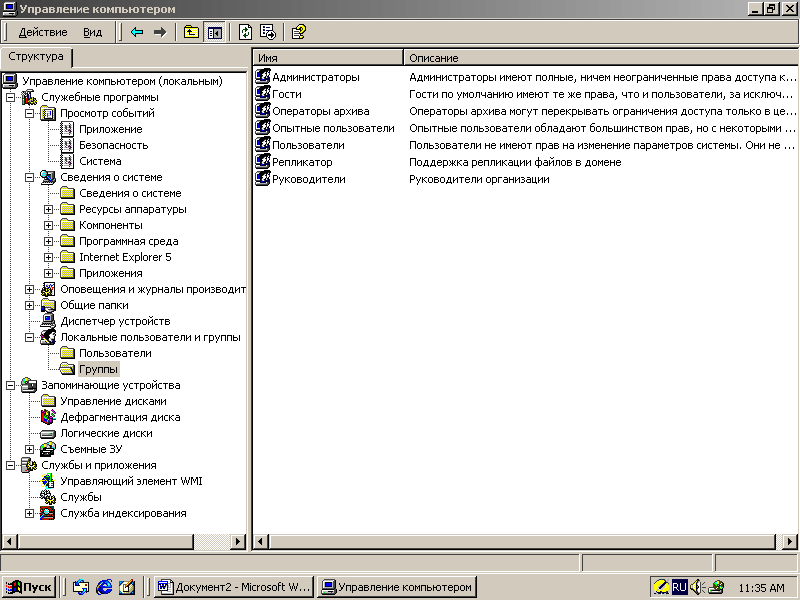 Управление компьютером
Действие Вид
Структура
Управление компьютером (локальным)
Служебные программы
Просмотр событий
Приложение
Безопасность
Система
Сведения о системе
Сведения о системе
Ресурсы аппаратуры
Компоненты
Программная среда
Internet Explorer 5
Приложения
Оповещения и журналы производит
Общие папки
Диспетчер устройств
Локальные пользователи и группы
Пользователи
Группы
Запоминающие устройства
Управление дисками
Дефрагментация диска
Логические диски
Съемные ЗУ
Службы и приложения
Управляющий элемент WMI
Службы
Служба индексирования
Имя Описание
Администраторы Администраторы имеют полные, ничем неограниченные права доступа к...
Гости Гости по умолчанию имеют те же права, что и пользователи, за исключ...
Операторы архива Операторы архива могут перекрывать ограничения доступа только в це...
Опытные пользователи Опытные пользователи обладают большинством прав, но с некоторыми ...
Пользователи Пользователи не имеют прав на изменение параметров системы. Они не ...
Репликатор Поддержка репликации файлов в домене
Руководители Руководители организации
Пуск Документ2 - Microsoft W... Управление компьютером RU 11:35 AM